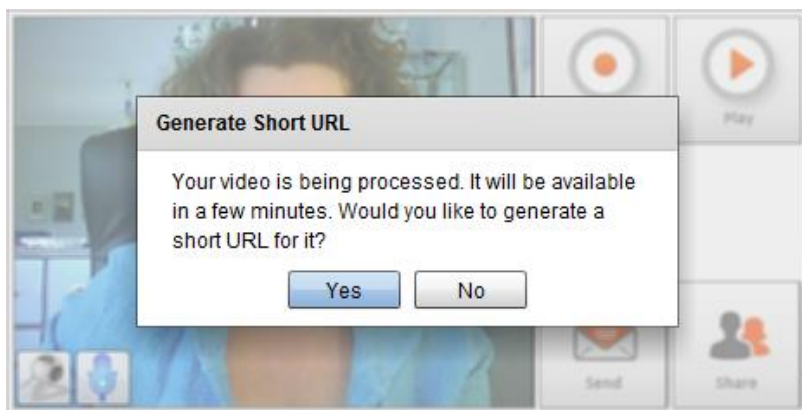 Generate Short URL
Play
Your video is being processed. It will be available
in a few minutes. Would you like to generate a
short URL for it?
Yes No
Send Share